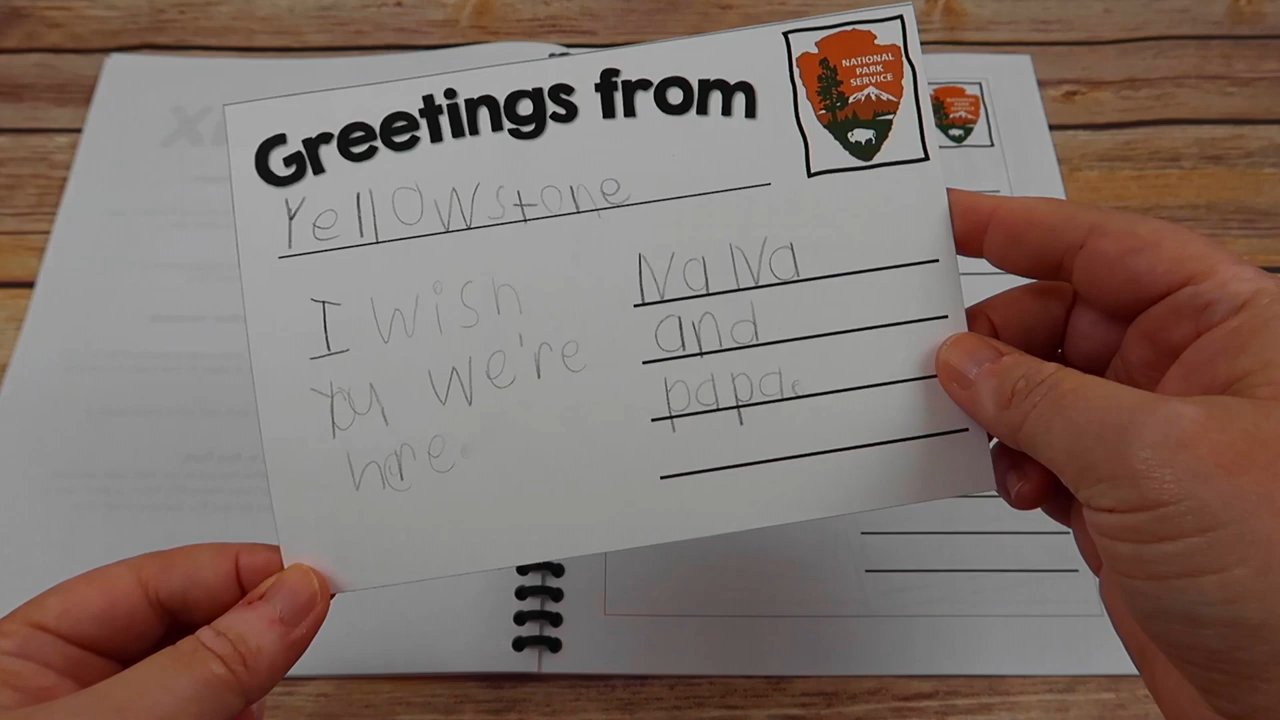 Greetings from
NATIONAL
PARK
SERVICE
Yellowstone
I wish
you we're
here.
NaNa
and
papa.